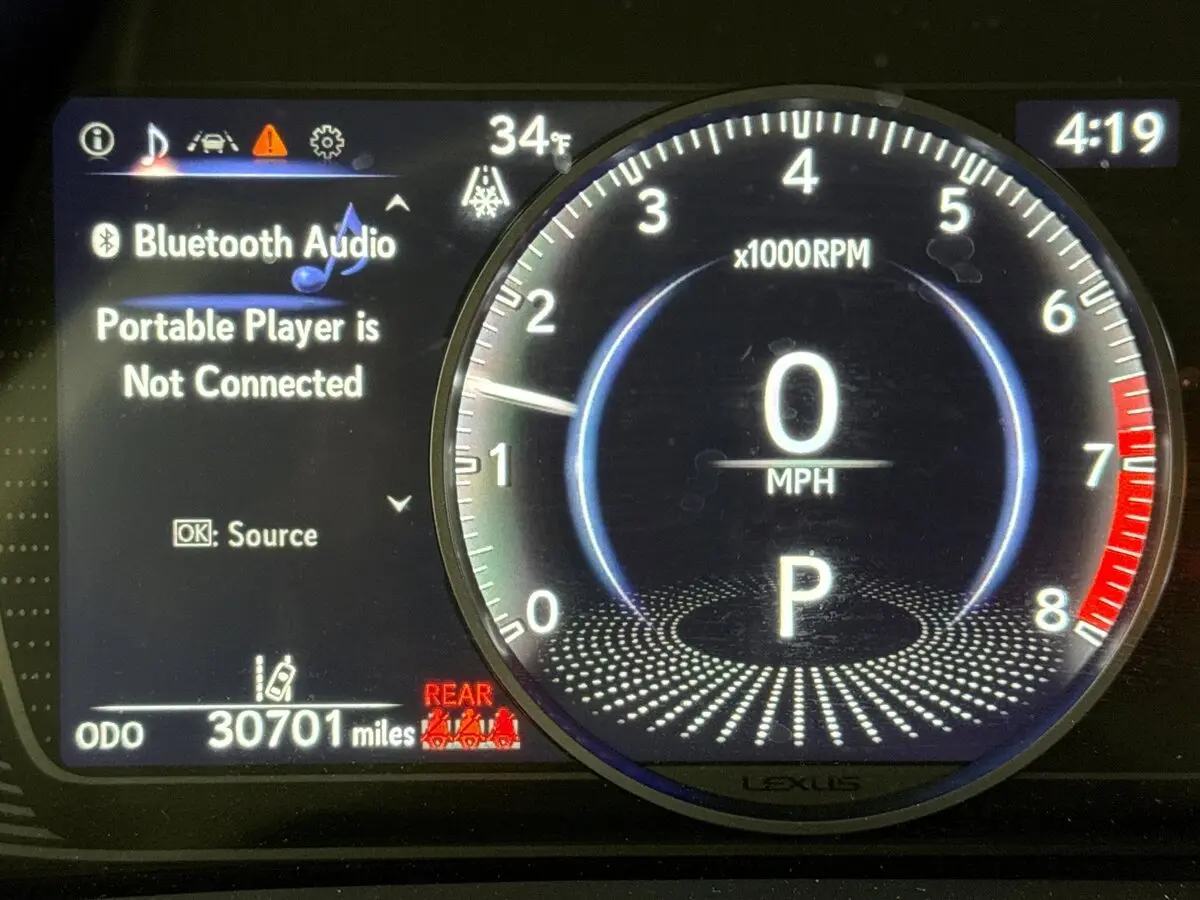 34°F
4:19
Bluetooth Audio
Portable Player is
Not Connected
OK: Source
ODO 30701 miles
REAR
0
1
2
3
4
5
6
7
8
x1000RPM
0
MPH
P
LEXUS